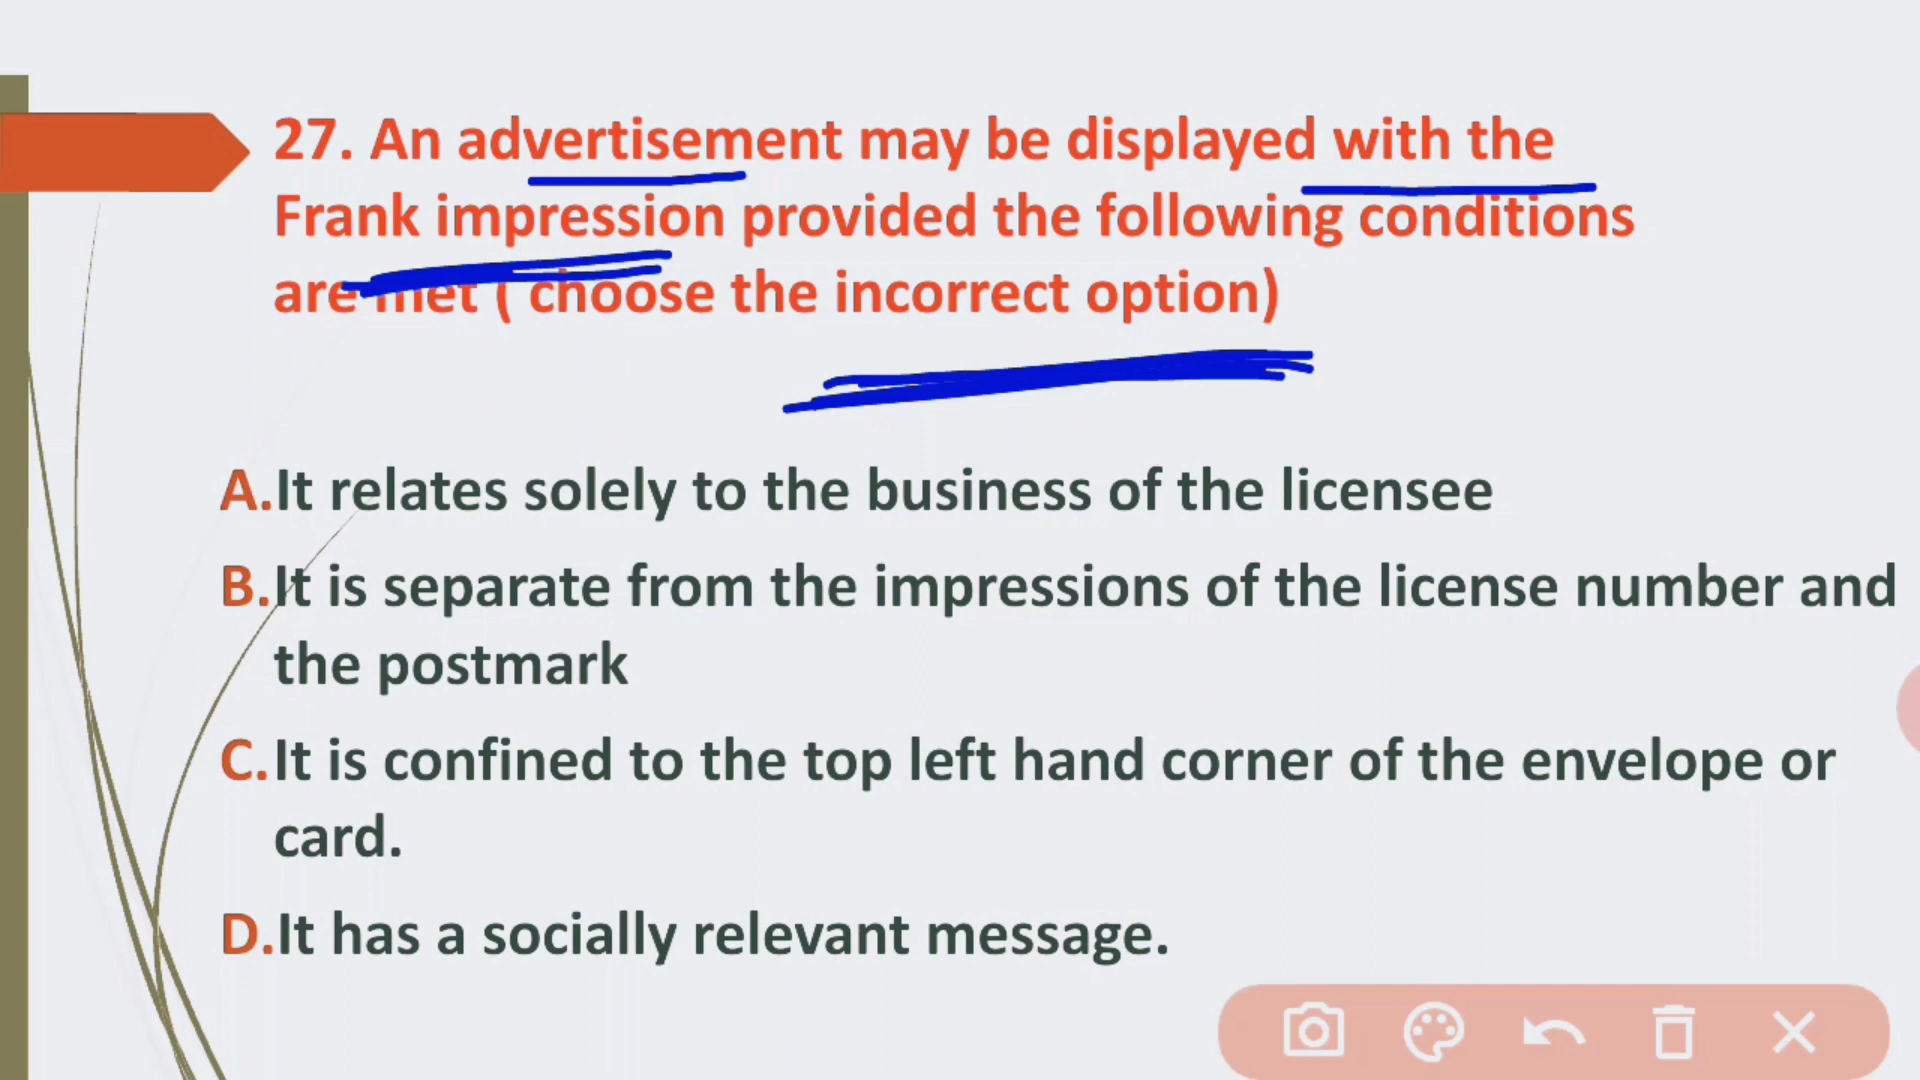 27. An advertisement may be displayed with the
Frank impression provided the following conditions
are met ( choose the incorrect option)
A.It relates solely to the business of the licensee
B.It is separate from the impressions of the license number and
the postmark
C.It is confined to the top left hand corner of the envelope or
card.
D.It has a socially relevant message.